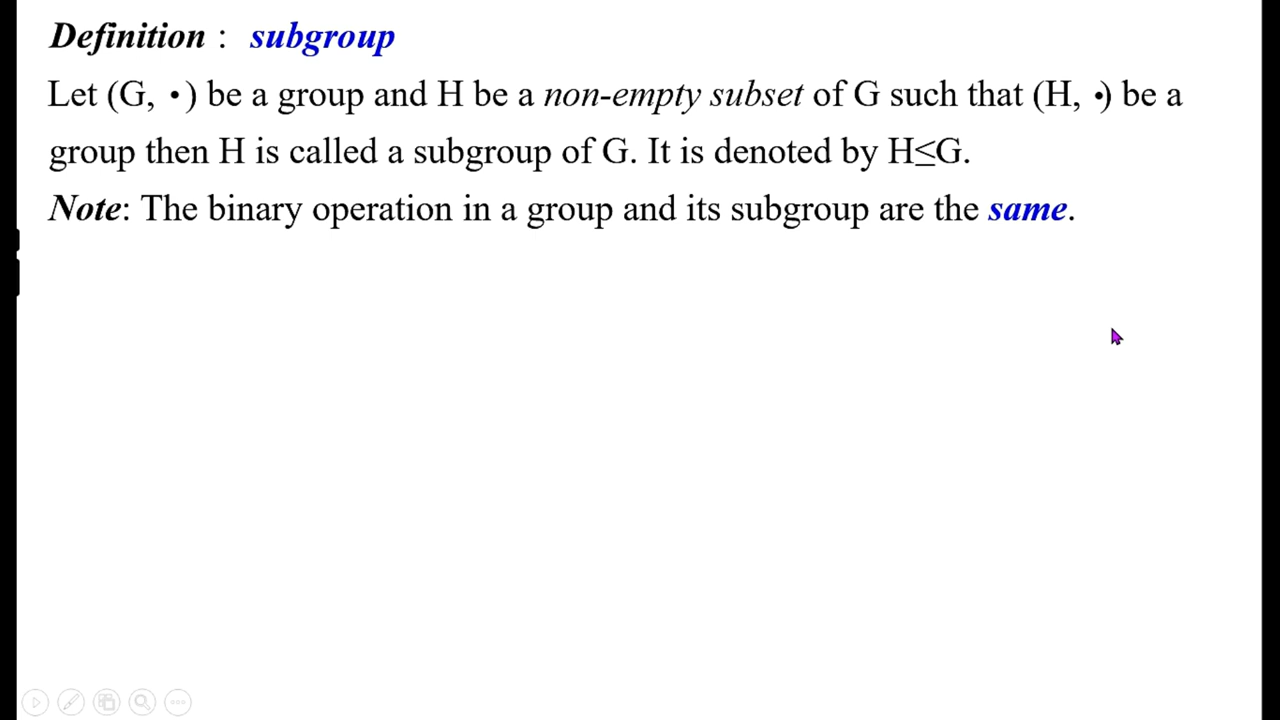 Definition : subgroup
Let (G, •) be a group and H be a non-empty subset of G such that (H, •) be a
group then H is called a subgroup of G. It is denoted by H≤G.
Note: The binary operation in a group and its subgroup are the same.